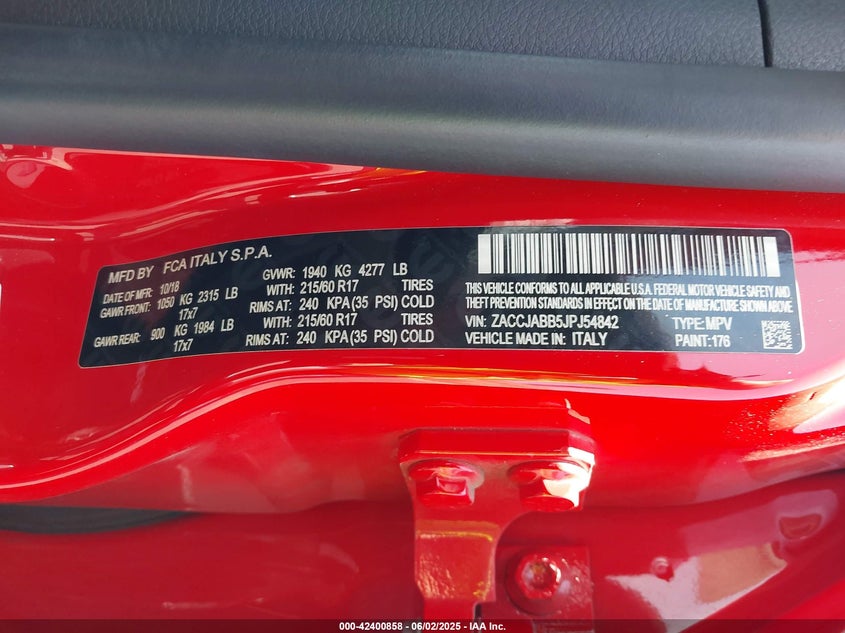 MFD BY FCA ITALY S.P.A.
DATE OF MFR: 10/18 GVWR: 1940 KG 4277 LB
GAWR FRONT: 1050 KG 2315 LB WITH: 215/60 R17 TIRES
17x7 RIMS AT: 240 KPA (35 PSI) COLD
GAWR REAR: 900 KG 1984 LB WITH: 215/60 R17 TIRES
17x7 RIMS AT: 240 KPA (35 PSI) COLD
THIS VEHICLE CONFORMS TO ALL APPLICABLE U.S.A. FEDERAL MOTOR VEHICLE SAFETY AND
THEFT PREVENTION STANDARDS IN EFFECT ON THE DATE OF MANUFACTURE SHOWN ABOVE
VIN: ZACCJABB5JPJ54842 TYPE: MPV
VEHICLE MADE IN: ITALY PAINT: 176
000-42400858 - 06/02/2025 - IAA Inc.